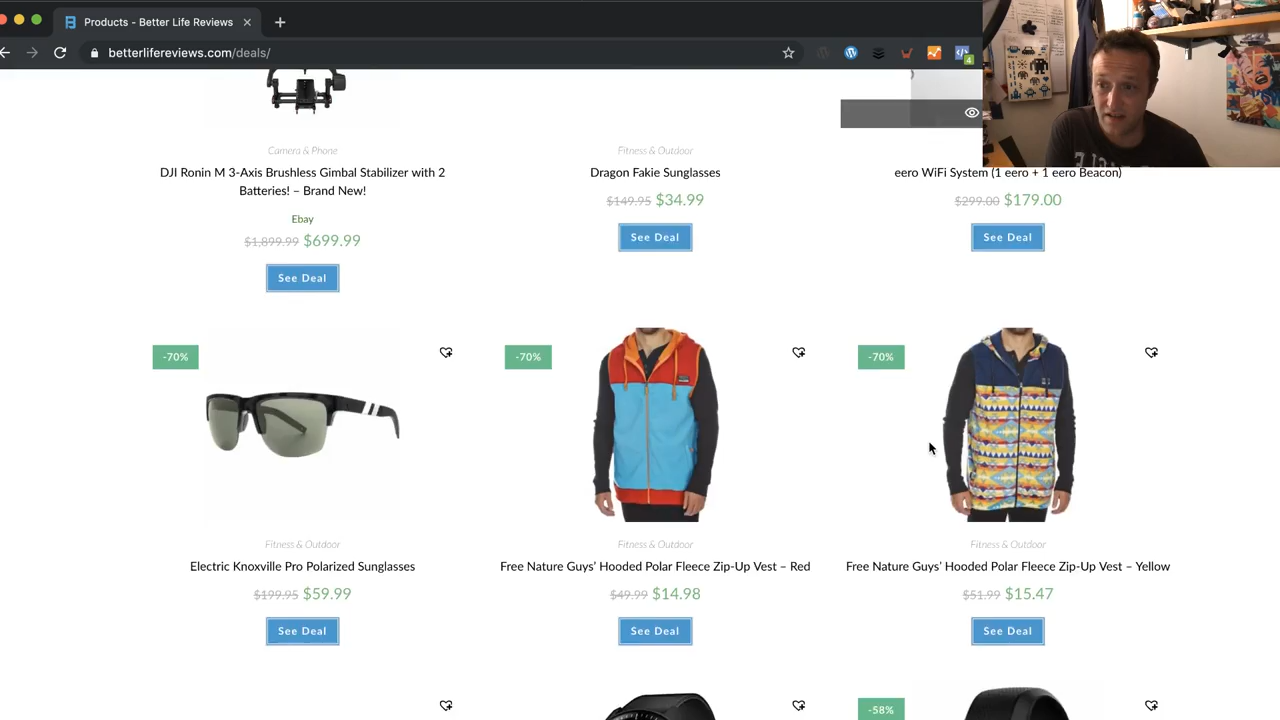 Products - Better Life Reviews
betterlifereviews.com/deals/
4
Camera & Phone
DJI Ronin M 3-Axis Brushless Gimbal Stabilizer with 2
Batteries! – Brand New!
Ebay
$1,899.99 $699.99
See Deal
Fitness & Outdoor
Dragon Fakie Sunglasses
$149.95 $34.99
See Deal
eero WiFi System (1 eero + 1 eero Beacon)
$299.00 $179.00
See Deal
-70%
Fitness & Outdoor
Electric Knoxville Pro Polarized Sunglasses
$199.95 $59.99
See Deal
-70%
Fitness & Outdoor
Free Nature Guys' Hooded Polar Fleece Zip-Up Vest – Red
$49.99 $14.98
See Deal
-70%
Fitness & Outdoor
Free Nature Guys' Hooded Polar Fleece Zip-Up Vest – Yellow
$51.99 $15.47
See Deal
-58%